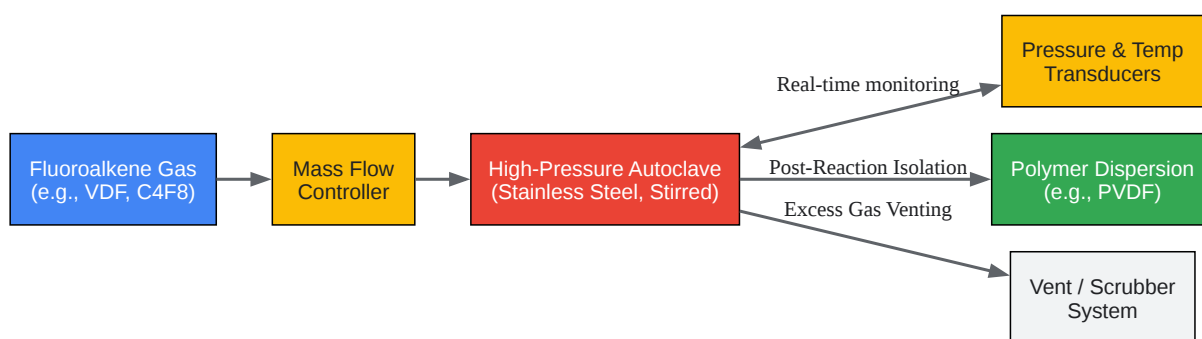 Fluoroalkene Gas
(e.g., VDF, C4F8)
Mass Flow
Controller
High-Pressure Autoclave
(Stainless Steel, Stirred)
Real-time monitoring
Post-Reaction Isolation
Excess Gas Venting
Pressure & Temp
Transducers
Polymer Dispersion
(e.g., PVDF)
Vent / Scrubber
System